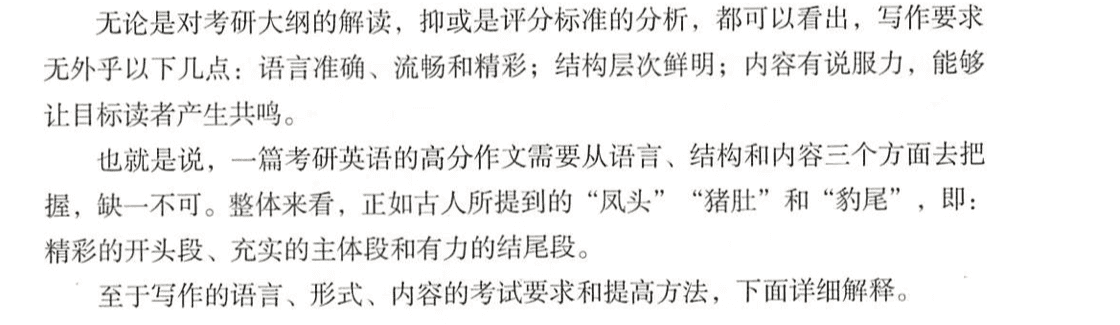 无论是对考研大纲的解读，抑或是评分标准的分析，都可以看出，写作要求
无外乎以下几点：语言准确、流畅和精彩；结构层次鲜明；内容有说服力，能够
让目标读者产生共鸣。
也就是说，一篇考研英语的高分作文需要从语言、结构和内容三个方面去把
握，缺一不可。整体来看，正如古人所提到的“凤头”“猪肚”和“豹尾”，即：
精彩的开头段、充实的主体段和有力的结尾段。
至于写作的语言、形式、内容的考试要求和提高方法，下面详细解释。